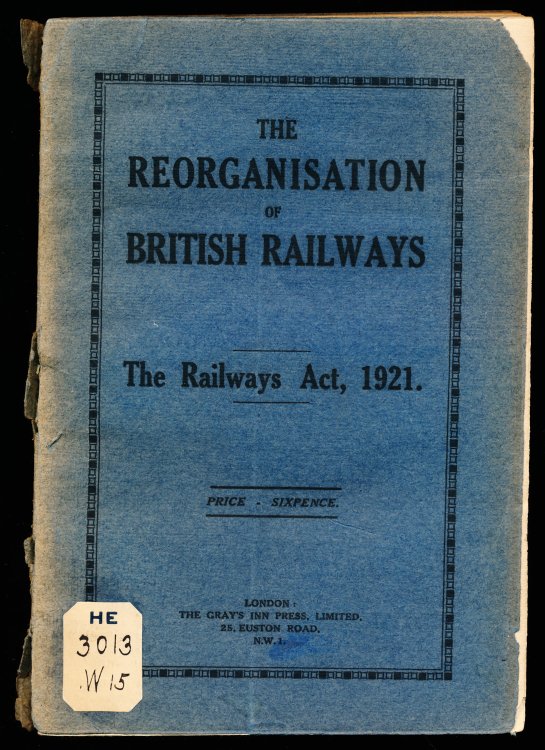 THE
REORGANISATION
OF
BRITISH RAILWAYS
The Railways Act, 1921.
PRICE - SIXPENCE.
LONDON:
THE GRAY'S INN PRESS, LIMITED,
25, EUSTON ROAD,
N.W.1.
HE
3013
.W15